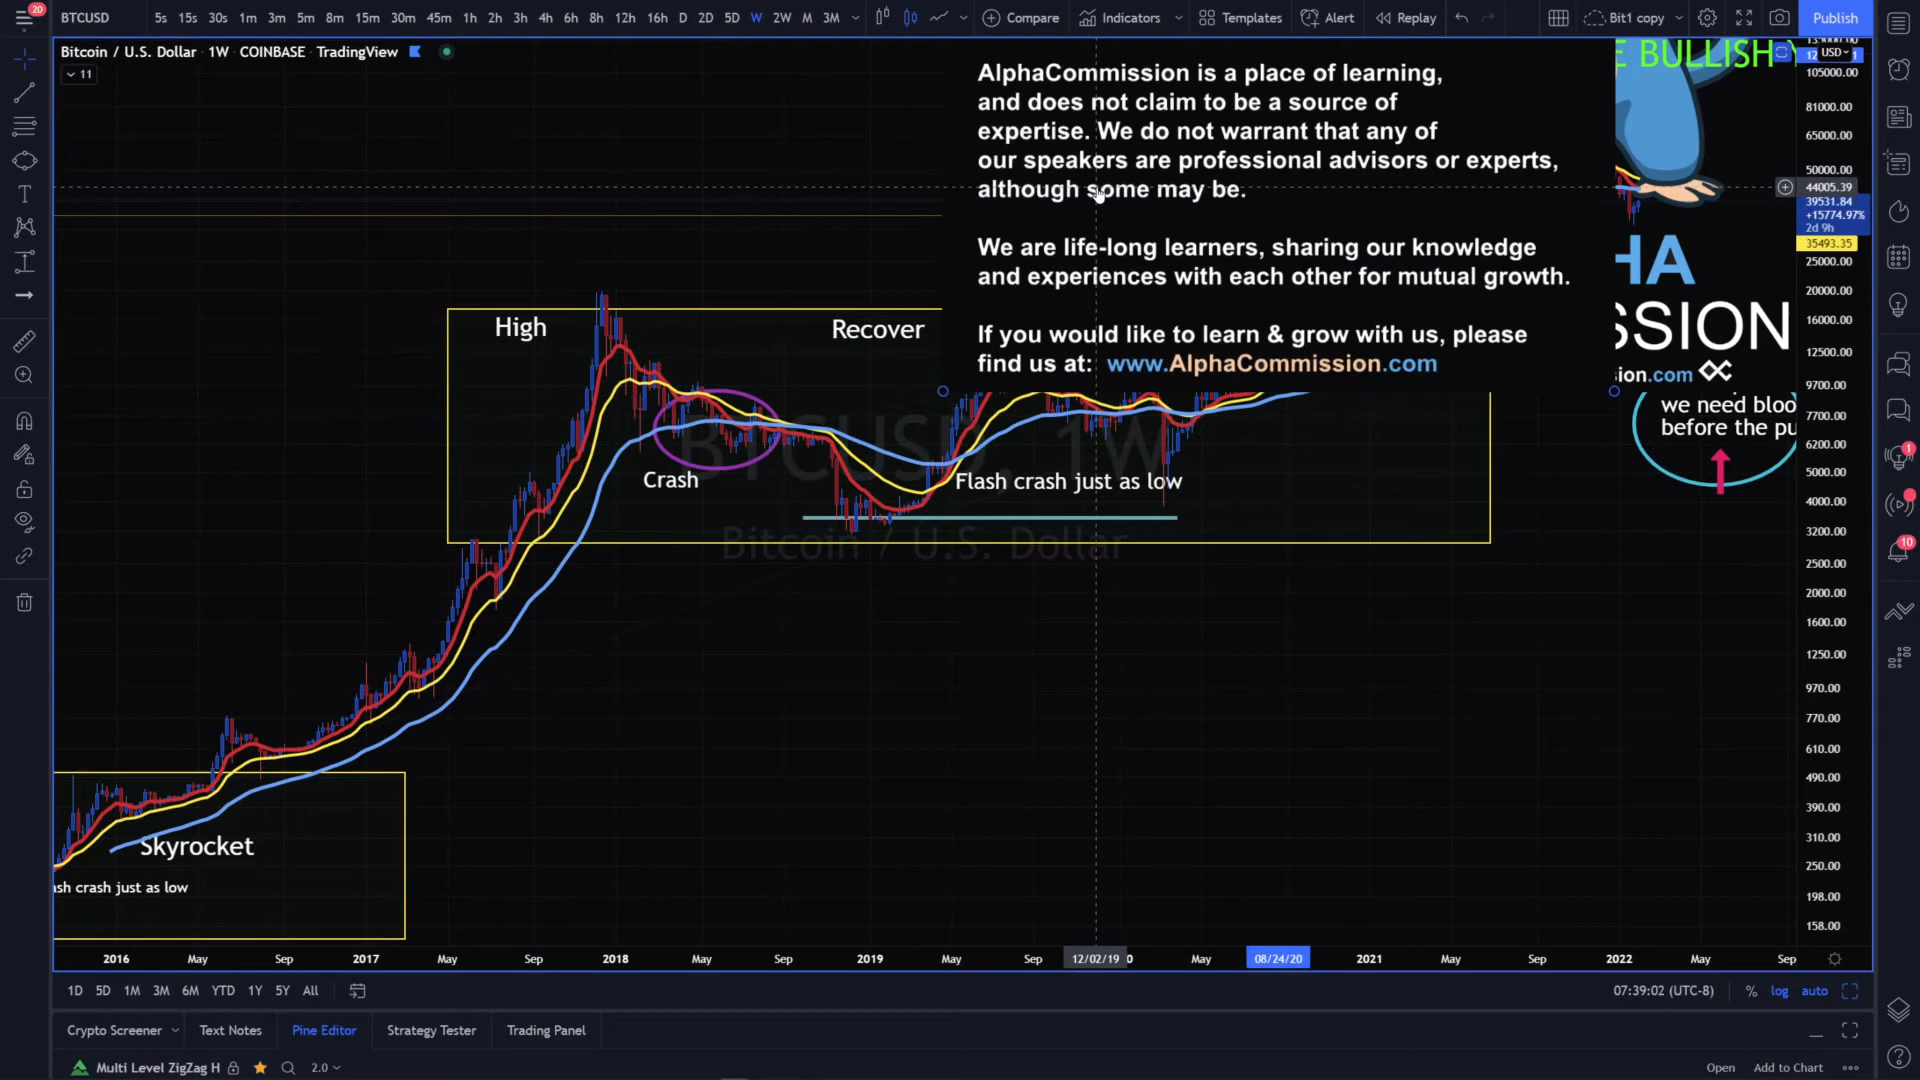 20
BTCUSD 5s 15s 30s 1m 3m 5m 8m 15m 30m 45m 1h 2h 3h 4h 6h 8h 12h 16h D 2D 5D W 2W M 3M Compare Indicators Templates Alert Replay Bit1 copy Publish
Bitcoin / U.S. Dollar · 1W · COINBASE · TradingView
11
AlphaCommission is a place of learning,
and does not claim to be a source of
expertise. We do not warrant that any of
our speakers are professional advisors or experts,
although some may be.
We are life-long learners, sharing our knowledge
and experiences with each other for mutual growth.
If you would like to learn & grow with us, please
find us at: www.AlphaCommission.com
E BULLISH
HA
SSION
ion.com
we need bloo
before the pu
High
Recover
Crash
Flash crash just as low
Skyrocket
ash crash just as low
BTCUSD, 1W
Bitcoin / U.S. Dollar
USD
105000.00
81000.00
65000.00
50000.00
44005.39
39531.84
+15774.97%
2d 9h
35493.35
25000.00
20000.00
16000.00
12500.00
9700.00
7700.00
6200.00
5000.00
4000.00
3200.00
2500.00
2000.00
1600.00
1250.00
970.00
770.00
610.00
490.00
390.00
310.00
250.00
198.00
158.00
1
10
2016 May Sep 2017 May Sep 2018 May Sep 2019 May Sep 12/02/19 0 May 08/24/20 2021 May Sep 2022 May Sep
1D 5D 1M 3M 6M YTD 1Y 5Y All 07:39:02 (UTC-8) % log auto
Crypto Screener Text Notes Pine Editor Strategy Tester Trading Panel
Multi Level ZigZag H 2.0 Open Add to Chart